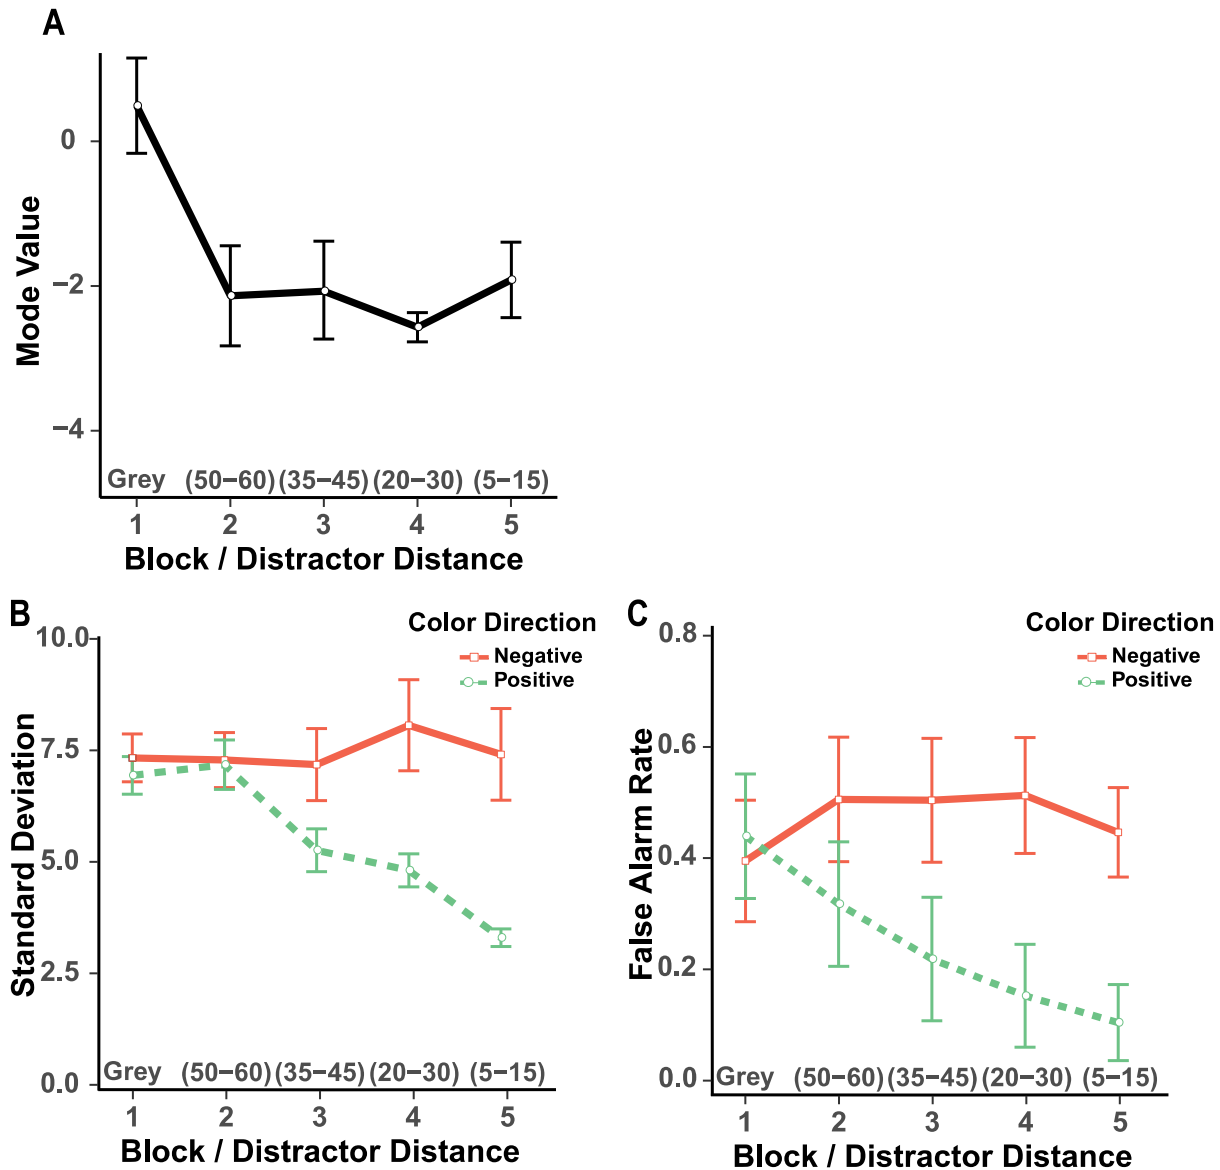 A
Mode Value
0
−2
−4
Grey (50−60) (35−45) (20−30) (5−15)
1 2 3 4 5
Block / Distractor Distance
B
Color Direction
Negative
Positive
Standard Deviation
10.0
7.5
5.0
2.5
0.0
Grey (50−60) (35−45) (20−30) (5−15)
1 2 3 4 5
Block / Distractor Distance
C
Color Direction
Negative
Positive
False Alarm Rate
0.8
0.6
0.4
0.2
0.0
Grey (50−60) (35−45) (20−30) (5−15)
1 2 3 4 5
Block / Distractor Distance